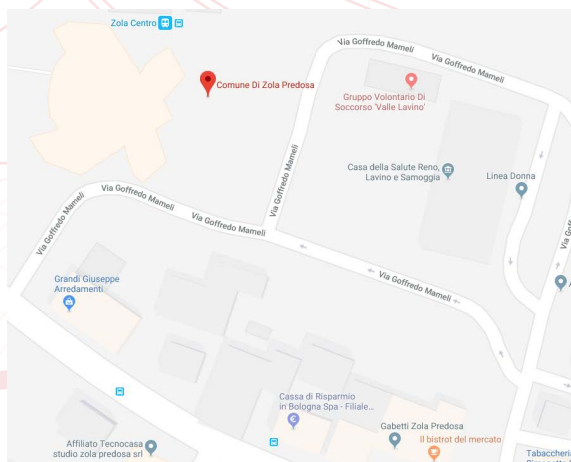 Zola Centro
Via Goffredo Mameli
Via Goffredo Mameli
Comune Di Zola Predosa
Gruppo Volontario Di
Soccorso 'Valle Lavino'
Via Goffredo Mameli
Casa della Salute Reno,
Lavino e Samoggia
Linea Donna
Via Goffredo Mameli
Via Goffredo Mameli
Via Goffredo Mameli
Via Gof
Via Goffredo Mameli
Grandi Giuseppe
Arredamenti
Cassa di Risparmio
in Bologna Spa - Filiale...
Gabetti Zola Predosa
Il bistrot del mercato
Affiliato Tecnocasa
studio zola predosa srl
Tabaccheria